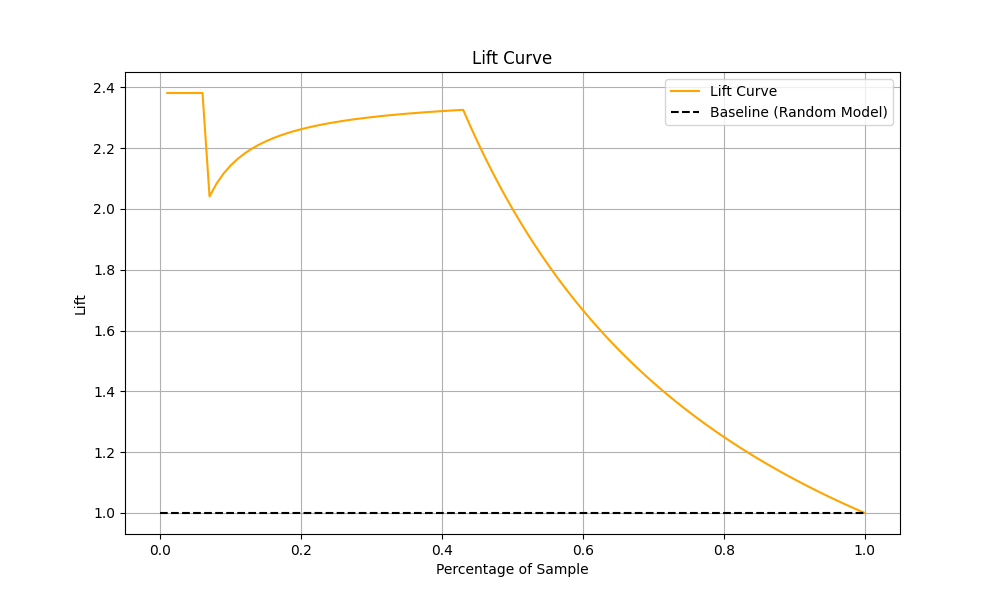 Lift Curve
Lift Curve
Baseline (Random Model)
Lift
2.4
2.2
2.0
1.8
1.6
1.4
1.2
1.0
0.0 0.2 0.4 0.6 0.8 1.0
Percentage of Sample